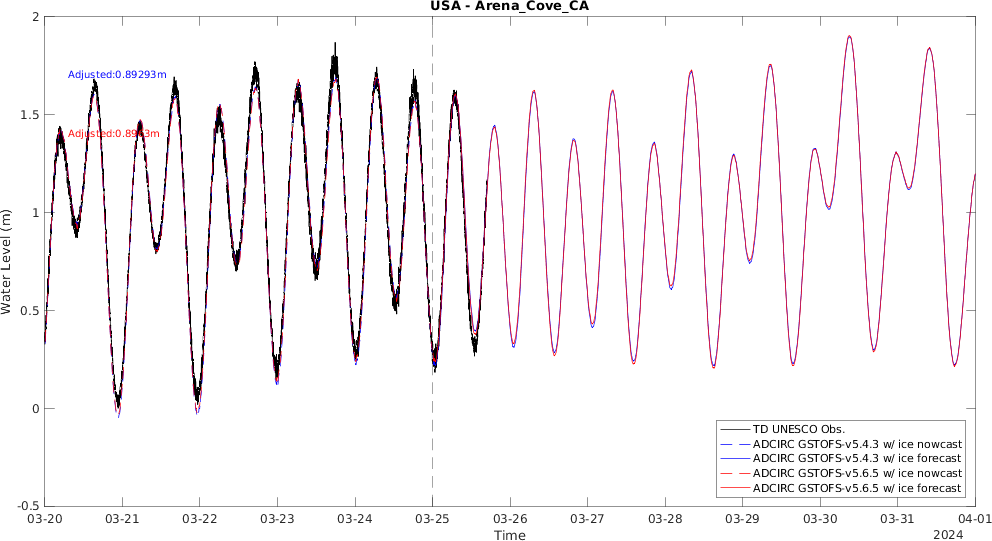 USA - Arena_Cove_CA
2
1.5
1
0.5
0
-0.5
Water Level (m)
Adjusted:0.89293m
TD UNESCO Obs.
ADCIRC GSTOFS-v5.4.3 w/ ice nowcast
ADCIRC GSTOFS-v5.4.3 w/ ice forecast
ADCIRC GSTOFS-v5.6.5 w/ ice nowcast
ADCIRC GSTOFS-v5.6.5 w/ ice forecast
03-20 03-21 03-22 03-23 03-24 03-25 03-26 03-27 03-28 03-29 03-30 03-31 04-01
Time
2024